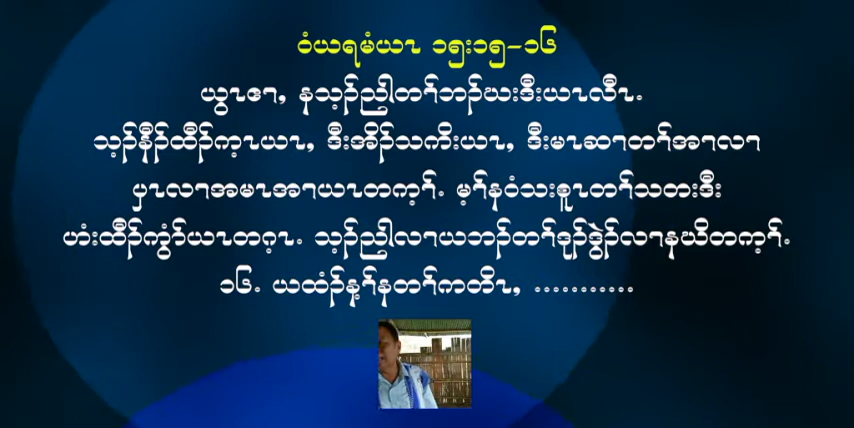 ဝံယရမံယၤ ၁၅း၁၅-၁၆
ယွၤဧၢ, နသ့ၣ်ညါတၢ်ဘၣ်ဃးဒီးယၤလီၤ.
သ့ၣ်နီၣ်ထီၣ်က့ၤယၤ, ဒီးအိၣ်သကိးယၤ, ဒီးမၤဆၢတၢ်အၢလၢ
ပှၤလၢအမၤအၢယၤတက့ၢ်. မ့ၢ်နဝံသးစူၤတၢ်သတးဒီး
ဟံးထီၣ်ကွံာ်ယၤတဂ့ၤ. သ့ၣ်ညါလၢယဘၣ်တၢ်ဒုၣ်ဒွဲၣ်လၢနဃိတက့ၢ်.
၁၆. ယထံၣ်န့ၢ်နတၢ်ကတိၤ, ...........